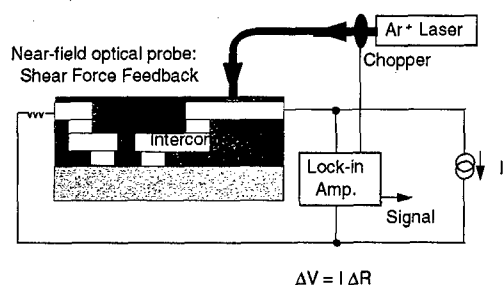 Ar+ Laser
Near-field optical probe:
Shear Force Feedback
Chopper
Intercon
Lock-in
Amp.
I
Signal
ΔV = I ΔR